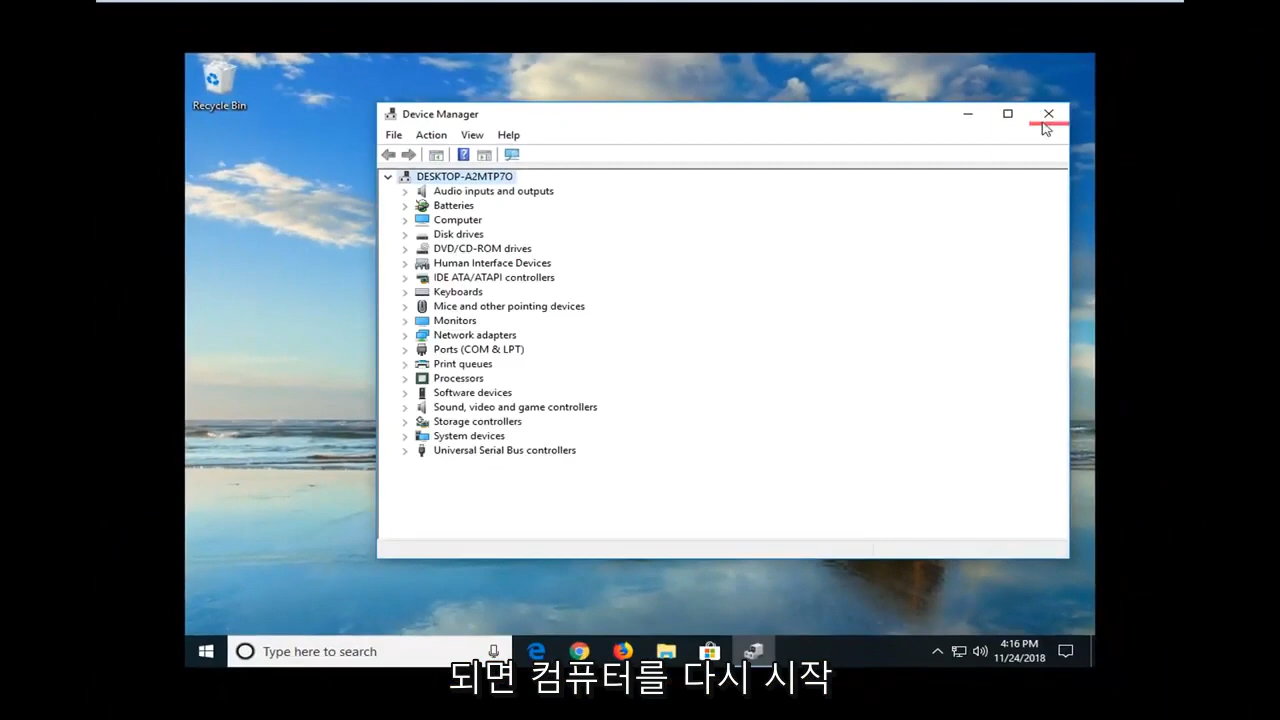 Recycle Bin
Device Manager
File Action View Help
DESKTOP-A2MTP7O
Audio inputs and outputs
Batteries
Computer
Disk drives
DVD/CD-ROM drives
Human Interface Devices
IDE ATA/ATAPI controllers
Keyboards
Mice and other pointing devices
Monitors
Network adapters
Ports (COM & LPT)
Print queues
Processors
Software devices
Sound, video and game controllers
Storage controllers
System devices
Universal Serial Bus controllers
Type here to search
4:16 PM
11/24/2018
되면 컴퓨터를 다시 시작